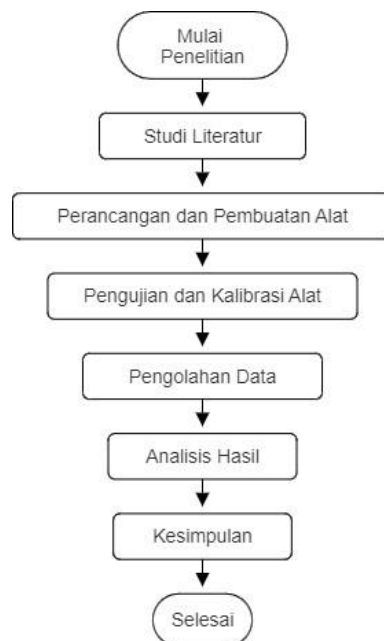 Mulai
Penelitian
Studi Literatur
Perancangan dan Pembuatan Alat
Pengujian dan Kalibrasi Alat
Pengolahan Data
Analisis Hasil
Kesimpulan
Selesai